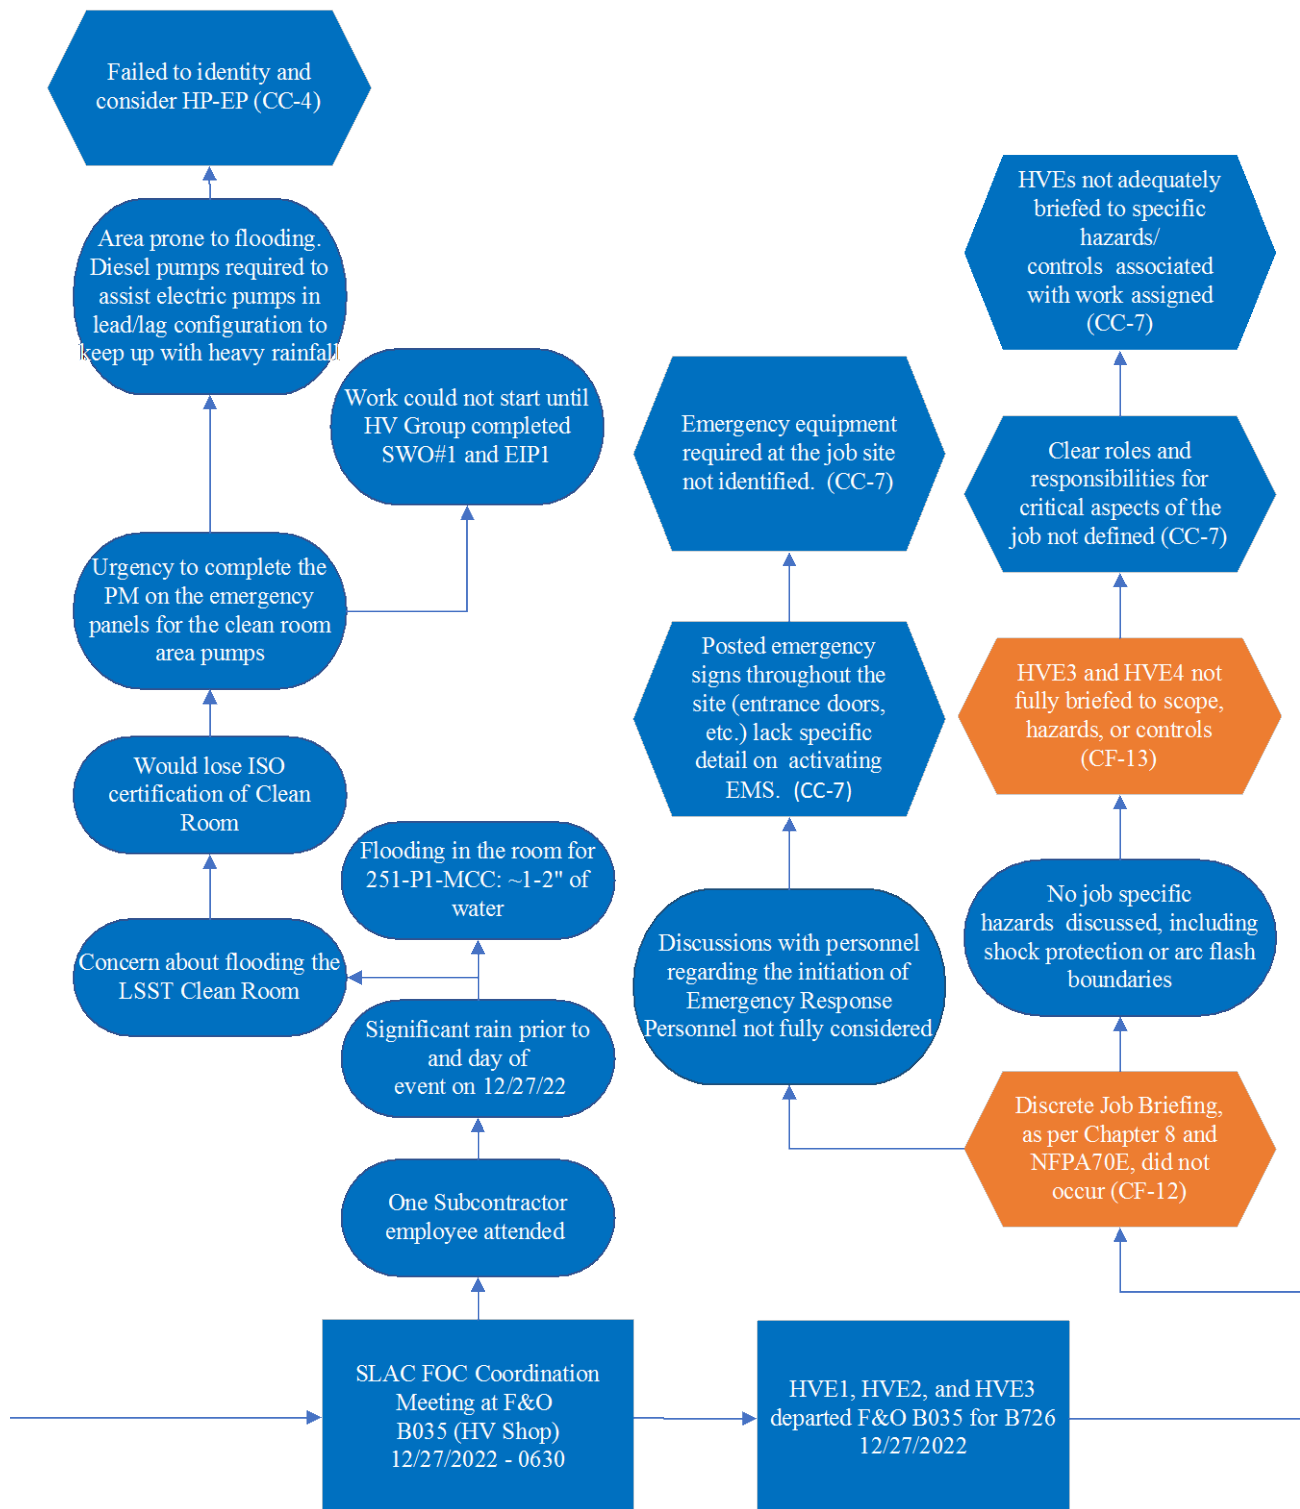 Failed to identity and
consider HP-EP (CC-4)
Area prone to flooding.
Diesel pumps required to
assist electric pumps in
lead/lag configuration to
keep up with heavy rainfall
Work could not start until
HV Group completed
SWO#1 and EIP1
Urgency to complete the
PM on the emergency
panels for the clean room
area pumps
Would lose ISO
certification of Clean
Room
Flooding in the room for
251-P1-MCC: ~1-2" of
water
Concern about flooding the
LSST Clean Room
Significant rain prior to
and day of
event on 12/27/22
One Subcontractor
employee attended
SLAC FOC Coordination
Meeting at F&O
B035 (HV Shop)
12/27/2022 - 0630
Emergency equipment
required at the job site
not identified. (CC-7)
Posted emergency
signs throughout the
site (entrance doors,
etc.) lack specific
detail on activating
EMS. (CC-7)
Discussions with personnel
regarding the initiation of
Emergency Response
Personnel not fully considered
HVEs not adequately
briefed to specific
hazards/
controls associated
with work assigned
(CC-7)
Clear roles and
responsibilities for
critical aspects of the
job not defined (CC-7)
HVE3 and HVE4 not
fully briefed to scope,
hazards, or controls
(CF-13)
No job specific
hazards discussed, including
shock protection or arc flash
boundaries
Discrete Job Briefing,
as per Chapter 8 and
NFPA70E, did not
occur (CF-12)
HVE1, HVE2, and HVE3
departed F&O B035 for B726
12/27/2022